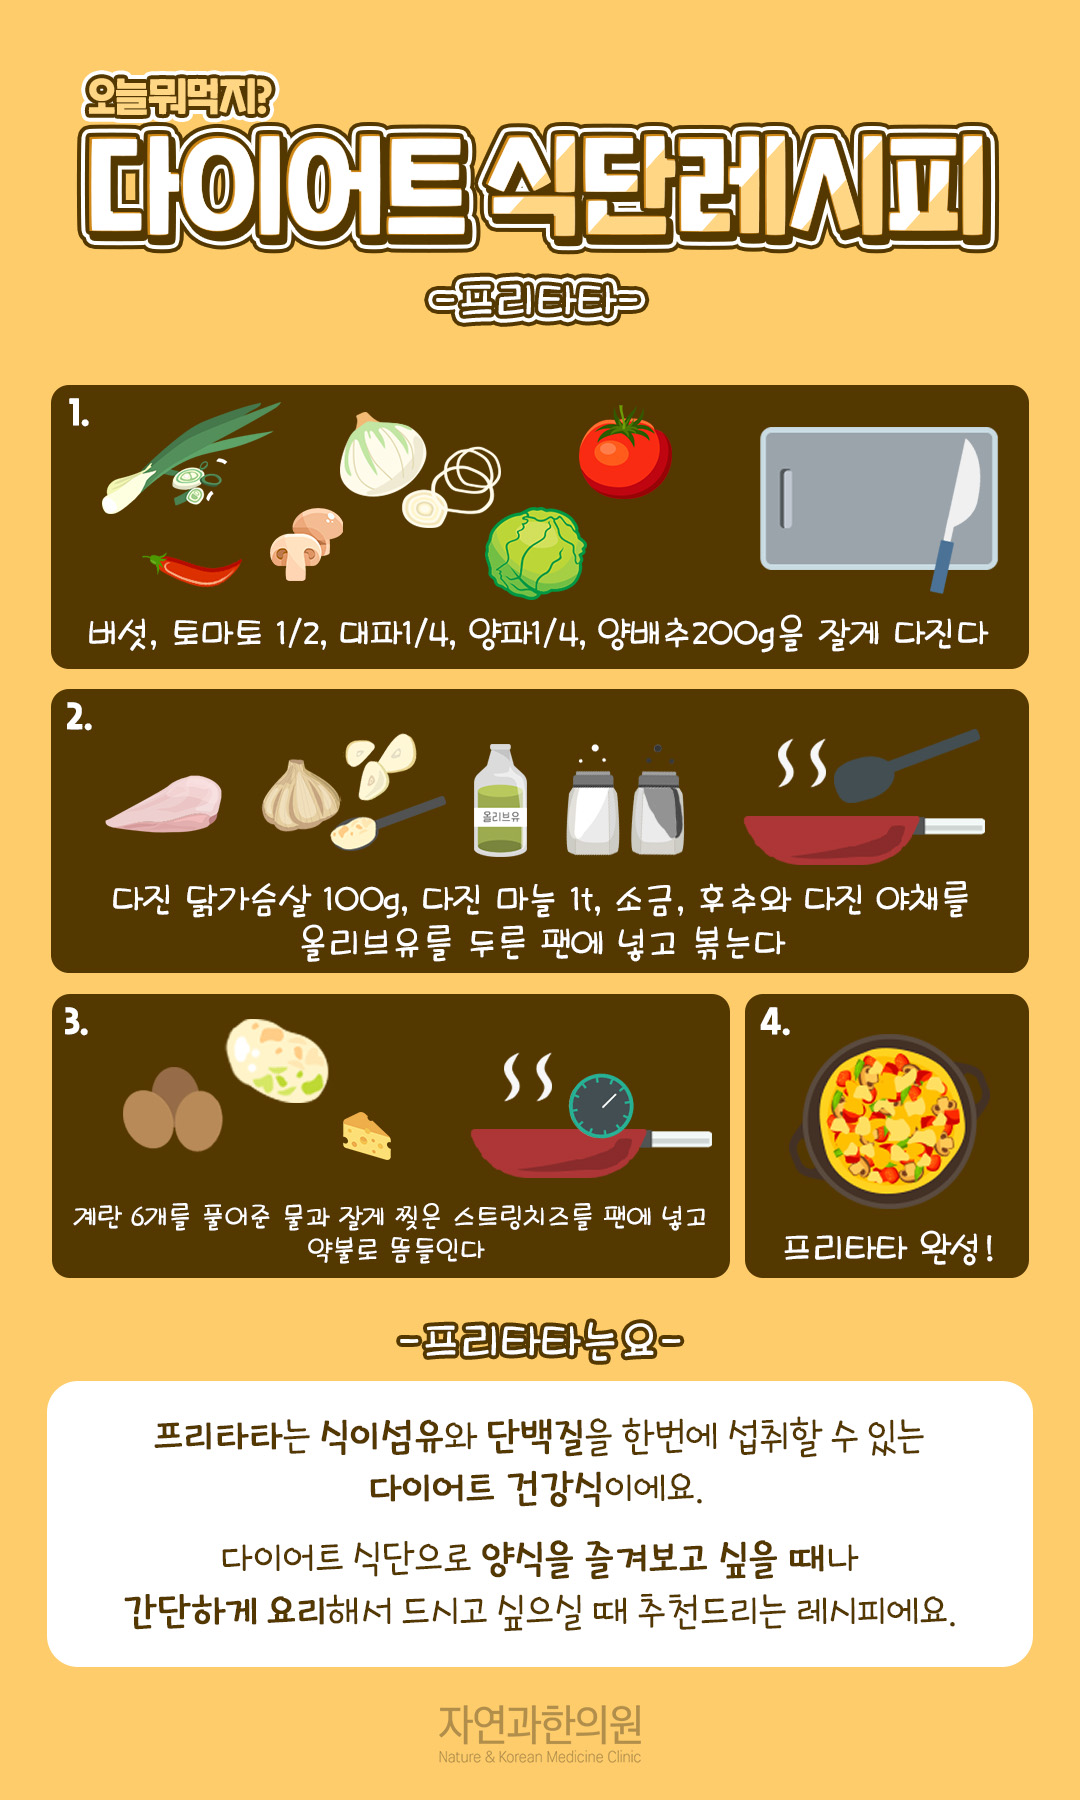 오늘뭐먹지?
다이어트 식단레시피
-프리타타-
1.
버섯, 토마토 1/2, 대파1/4, 양파1/4, 양배추200g을 잘게 다진다
2.
올리브유
다진 닭가슴살 100g, 다진 마늘 1t, 소금, 후추와 다진 야채를
올리브유를 두른 팬에 넣고 볶는다
3.
계란 6개를 풀어준 물과 잘게 찢은 스트링치즈를 팬에 넣고
약불로 뜸들인다
4.
프리타타 완성!
-프리타타는요-
프리타타는 식이섬유와 단백질을 한번에 섭취할 수 있는
다이어트 건강식이에요.
다이어트 식단으로 양식을 즐겨보고 싶을 때나
간단하게 요리해서 드시고 싶으실 때 추천드리는 레시피에요.
자연과한의원
Nature & Korean Medicine Clinic